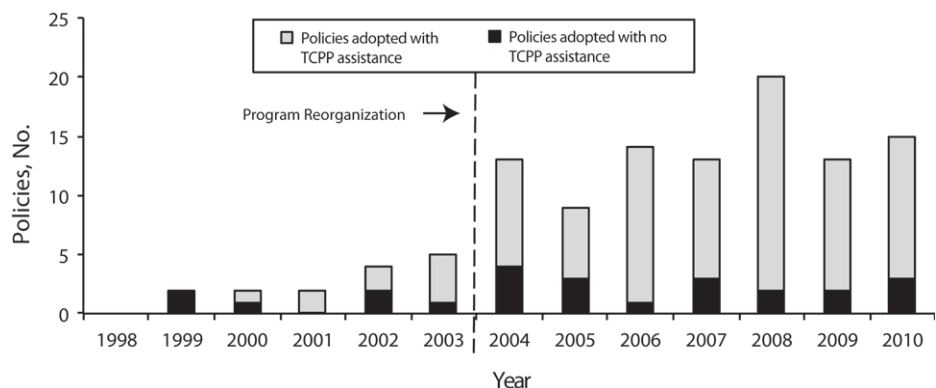 25
20
15
10
5
0
Policies, No.
Policies adopted with
TCPP assistance
Policies adopted with no
TCPP assistance
Program Reorganization
1998 1999 2000 2001 2002 2003 2004 2005 2006 2007 2008 2009 2010
Year